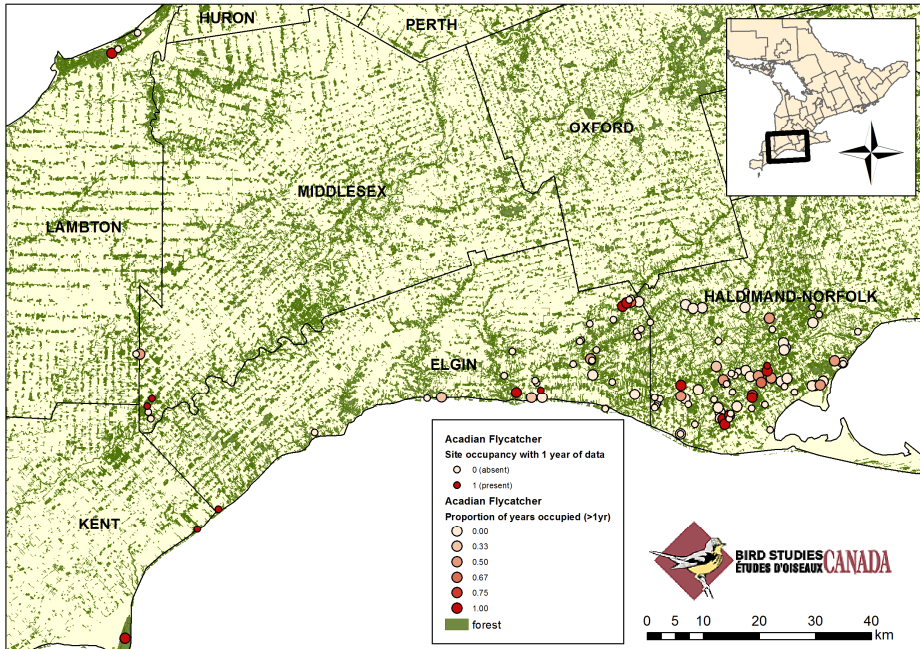 HURON
PERTH
OXFORD
MIDDLESEX
LAMBTON
HALDIMAND-NORFOLK
ELGIN
KENT
Acadian Flycatcher
Site occupancy with 1 year of data
0 (absent)
1 (present)
Acadian Flycatcher
Proportion of years occupied (>1yr)
0.00
0.33
0.50
0.67
0.75
1.00
forest
BIRD STUDIES
ÉTUDES D'OISEAUX CANADA
0 5 10 20 30 40
km